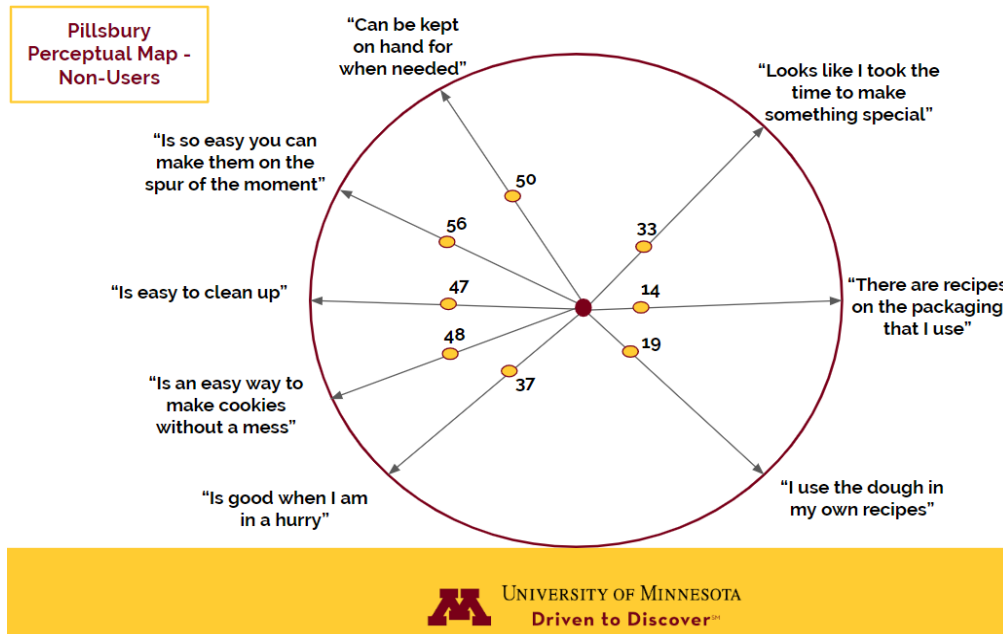 Pillsbury
Perceptual Map -
Non-Users
“Can be kept
on hand for
when needed”
“Looks like I took the
time to make
something special”
“Is so easy you can
make them on the
spur of the moment”
50
56
33
“Is easy to clean up”
47
14
“There are recipes
on the packaging
that I use”
48
19
37
“Is an easy way to
make cookies
without a mess”
“Is good when I am
in a hurry”
“I use the dough in
my own recipes”
M
UNIVERSITY OF MINNESOTA
Driven to Discover℠